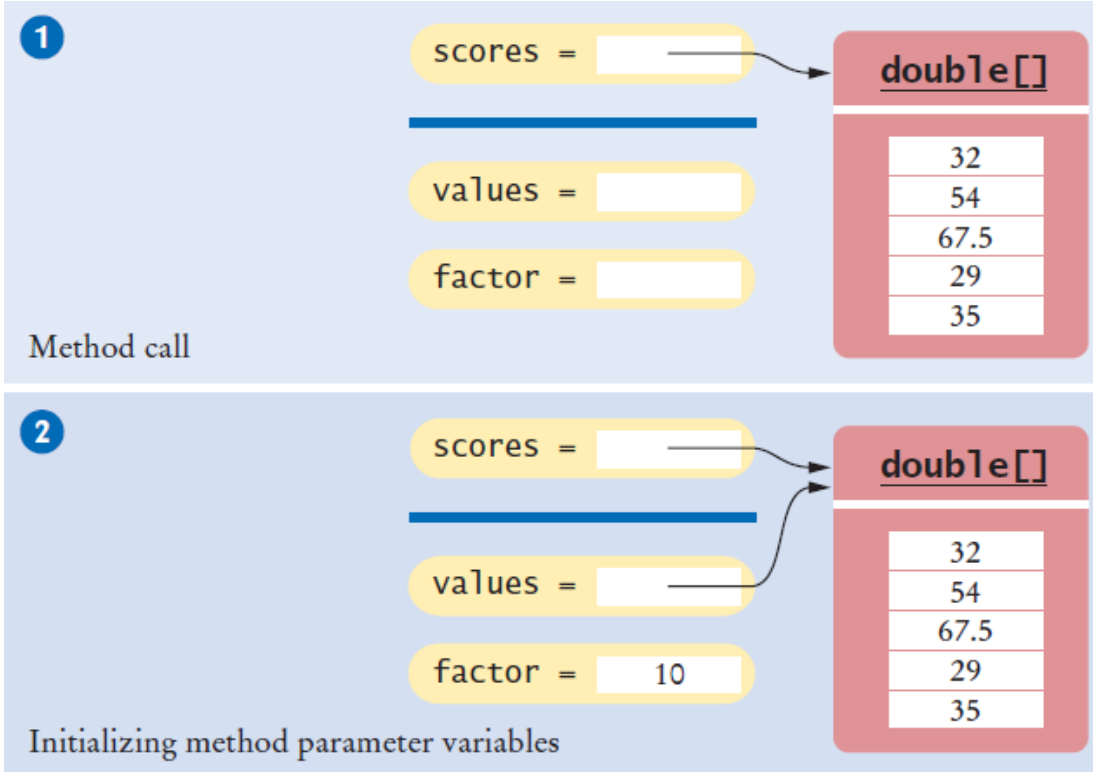 1
scores =
double[]
values =
factor =
32
54
67.5
29
35
Method call
2
scores =
double[]
values =
factor = 10
32
54
67.5
29
35
Initializing method parameter variables